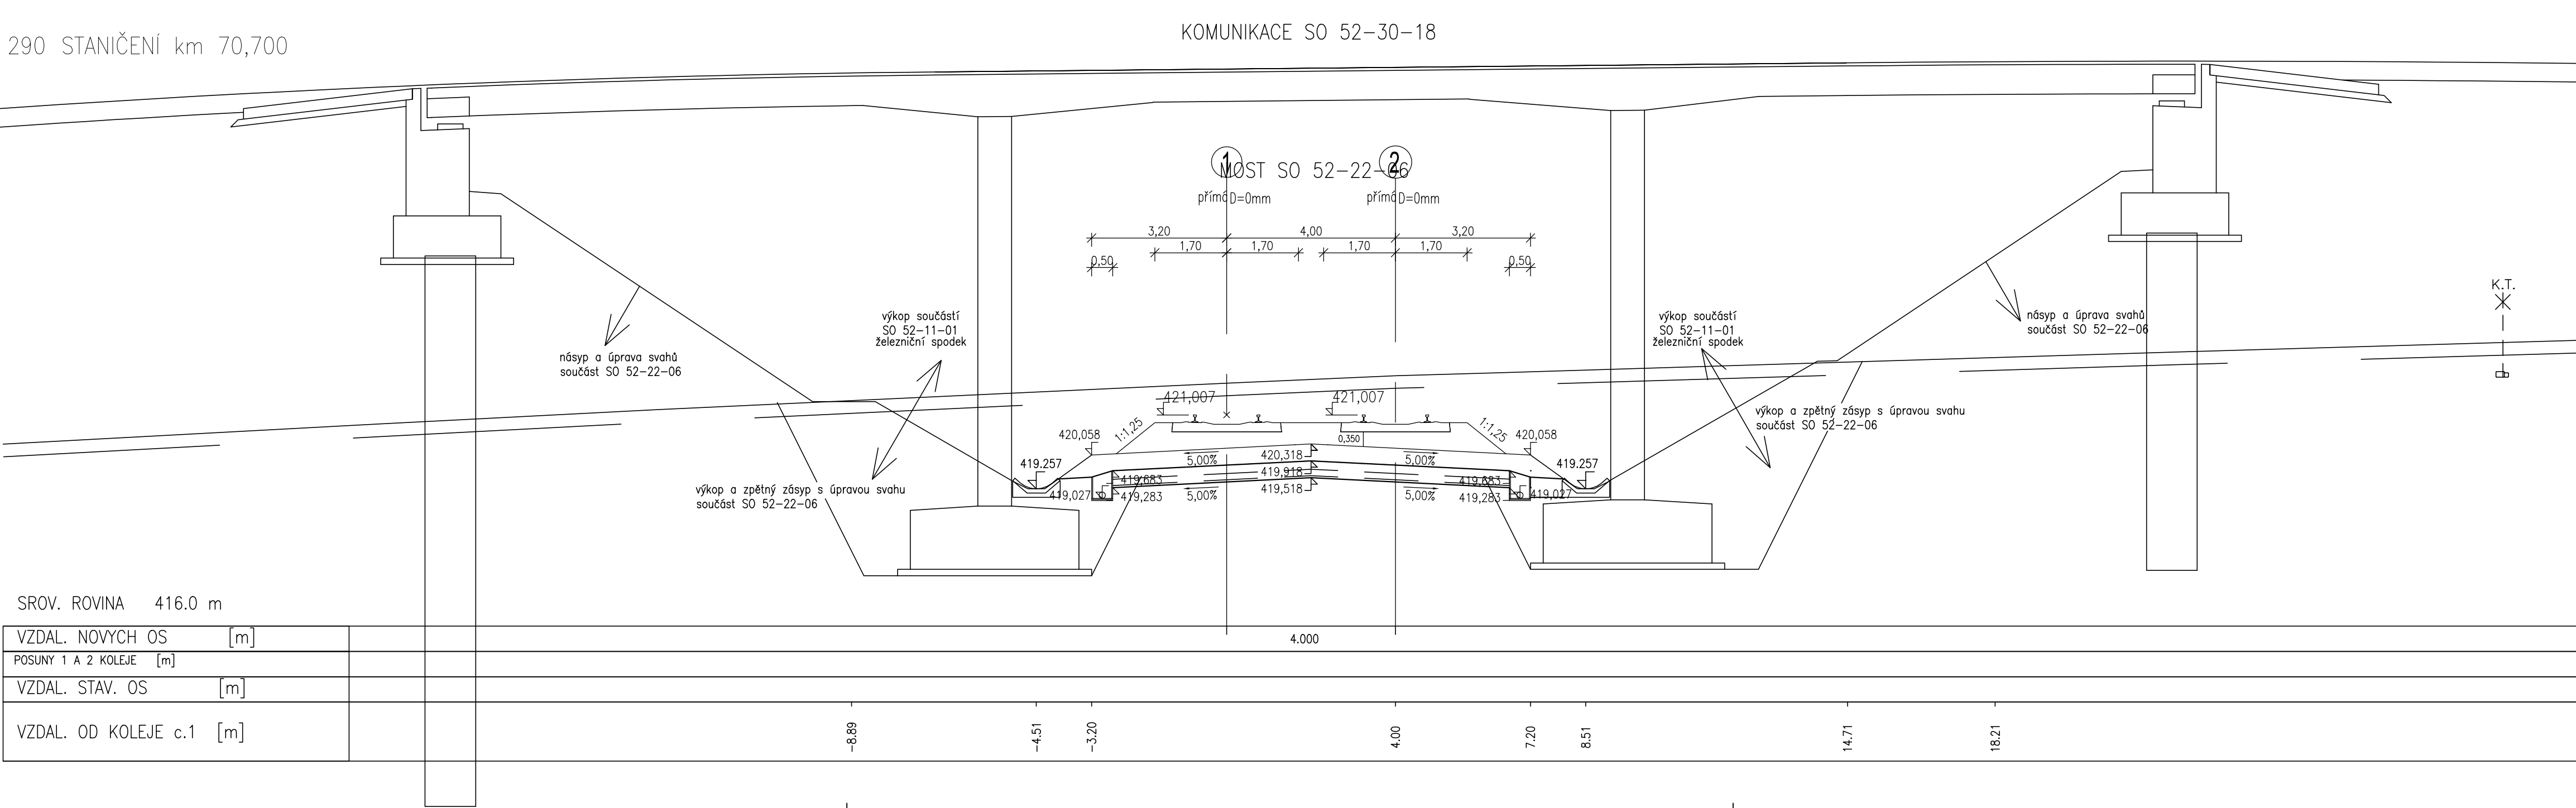 KOMUNIKACE SO 52-30-18
290 STANIČENÍ km 70,700
1
2
MOST SO 52-22-06
přímá D=0mm
přímá D=0mm
3,20
4,00
3,20
1,70
1,70
1,70
1,70
0,50
0,50
K.T.
výkop součástí
SO 52-11-01
železniční spodek
výkop součástí
SO 52-11-01
železniční spodek
násyp a úprava svahů
součást SO 52-22-06
násyp a úprava svahů
součást SO 52-22-06
421,007
421,007
výkop a zpětný zásyp s úpravou svahu
součást SO 52-22-06
1:1,25
1:1,25
420,058
0,350
420,058
5,00%
420,318
5,00%
419.257
419.257
419,918
419,683
419,683
výkop a zpětný zásyp s úpravou svahu
součást SO 52-22-06
419,027
419,283
5,00%
419,518
5,00%
419,283
419,027
SROV. ROVINA 416.0 m
VZDAL. NOVYCH OS [m]
4.000
POSUNY 1 A 2 KOLEJE [m]
VZDAL. STAV. OS [m]
VZDAL. OD KOLEJE c.1 [m]
-8.89
-4.51
-3.20
4.00
7.20
8.51
14.71
18.21